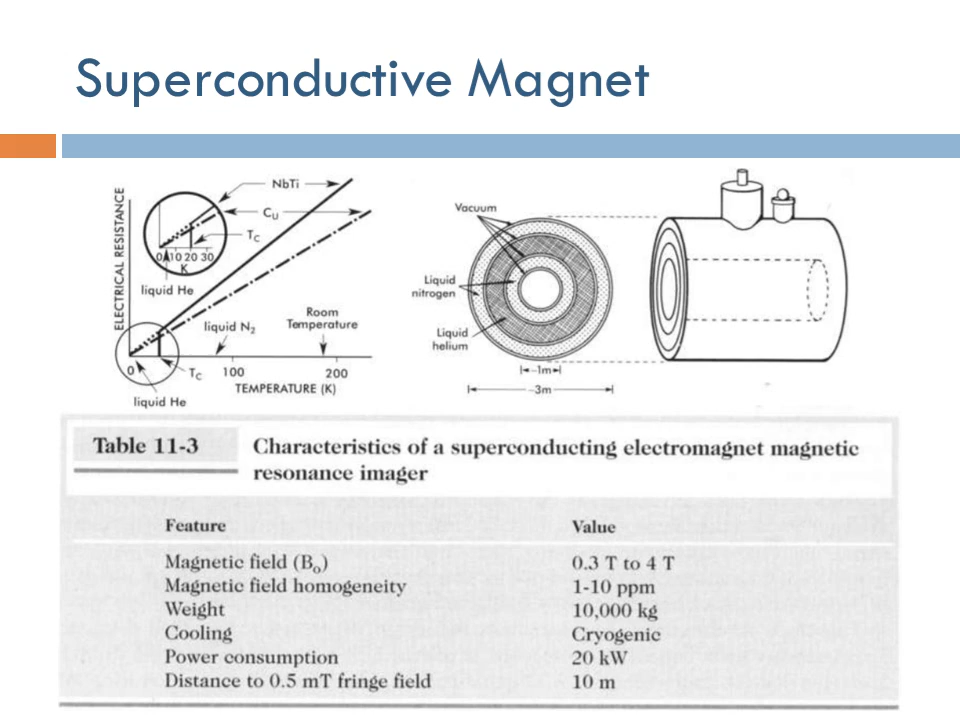 Superconductive Magnet
ELECTRICAL RESISTANCE
NbTi
Cu
Tc
0 10 20 30
K
liquid He
liquid N2
Room
Temperature
0
Tc
100
200
TEMPERATURE (K)
liquid He
Vacuum
Liquid
nitrogen
Liquid
helium
1m
3m
Table 11-3
Characteristics of a superconducting electromagnet magnetic
resonance imager
Feature
Value
Magnetic field (Bo)
0.3 T to 4 T
Magnetic field homogeneity
1-10 ppm
Weight
10,000 kg
Cooling
Cryogenic
Power consumption
20 kW
Distance to 0.5 mT fringe field
10 m